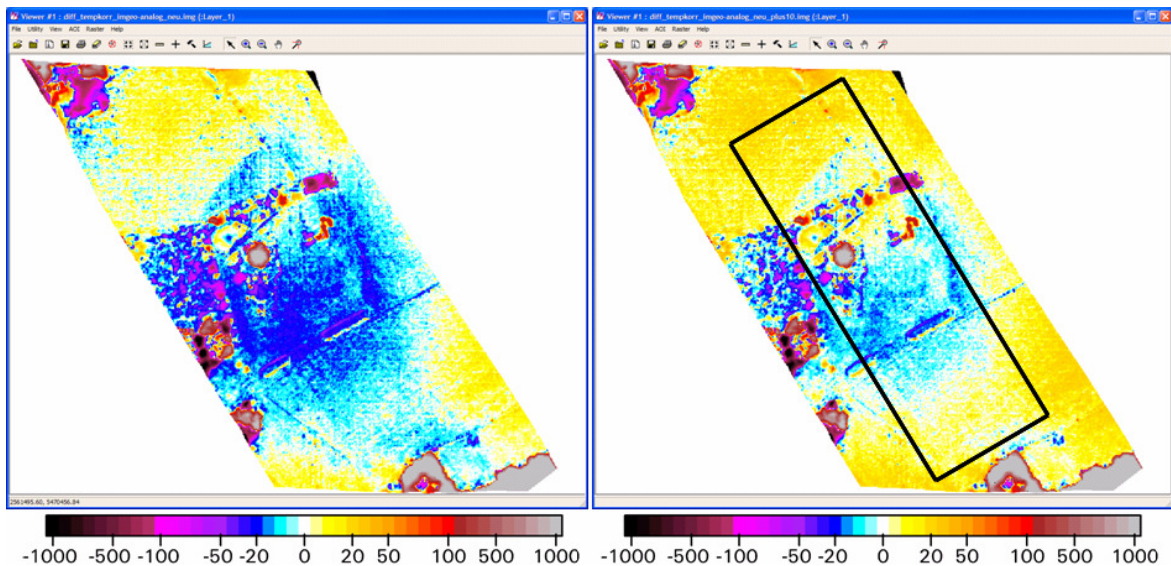 Viewer #1 : diff_tempkorr_imgeo-analog_neu.img (:Layer_1)
File Utility View AOI Raster Help
2561495.60, 5470456.84
-1000 -500 -100 -50 -20 0 20 50 100 500 1000
Viewer #1 : diff_tempkorr_imgeo-analog_neu_plus10.img (:Layer_1)
File Utility View AOI Raster Help
-1000 -500 -100 -50 -20 0 20 50 100 500 1000